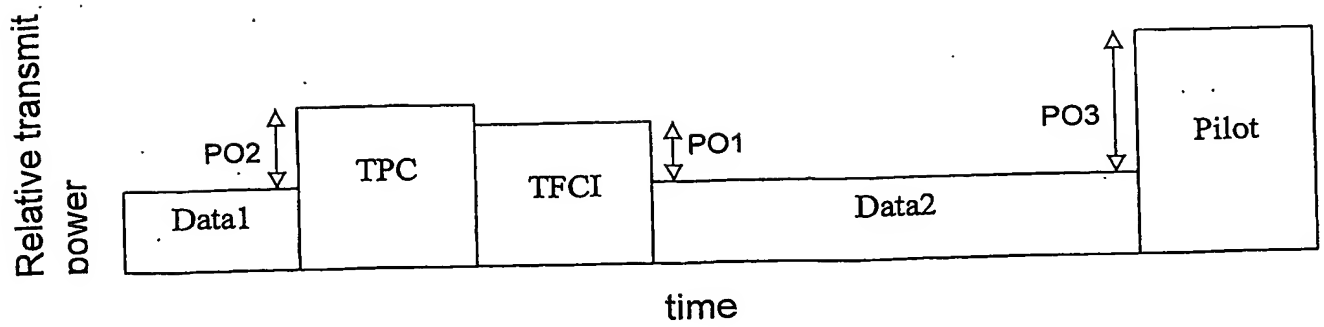 Relative transmit
power
PO2
Data1
TPC
TFCI
PO1
Data2
PO3
Pilot
time